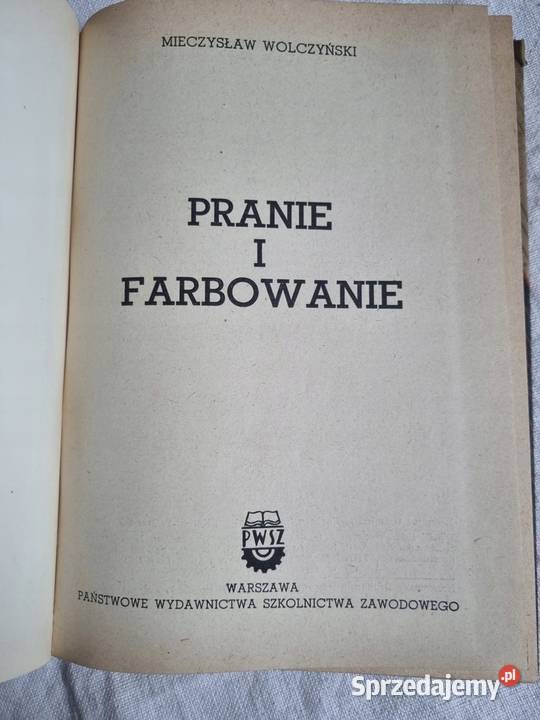 MIECZYSŁAW WOLCZYŃSKI
PRANIE
I
FARBOWANIE
PWSZ
WARSZAWA
PAŃSTWOWE WYDAWNICTWA SZKOLNICTWA ZAWODOWEGO
Sprzedajemy.pl